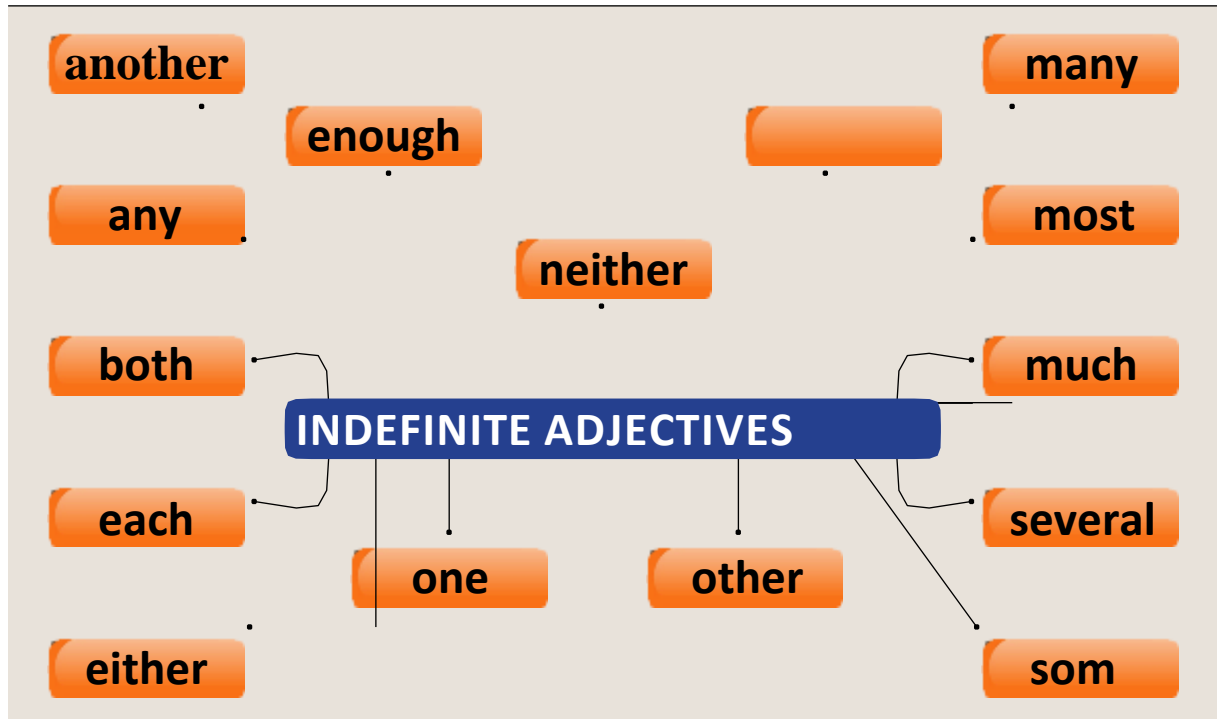 another
many
enough
any
most
neither
both
much
INDEFINITE ADJECTIVES
each
several
one
other
either
som